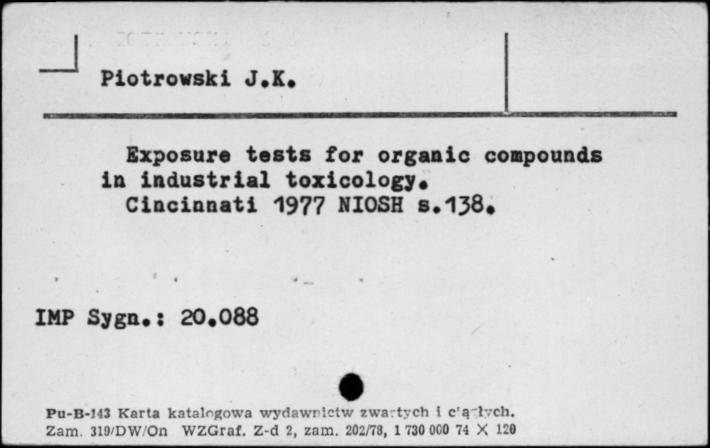 Piotrowski J.K.
Exposure tests for organic compounds
in industrial toxicology.
Cincinnati 1977 NIOSH s.138.
IMP Sygn.: 20.088
Pu-B-143 Karta katalogowa wydawnictw zwartych i ciągłych.
Zam. 319/DW/On WZGraf. Z-d 2, zam. 202/78, 1 730 000 74 X 120